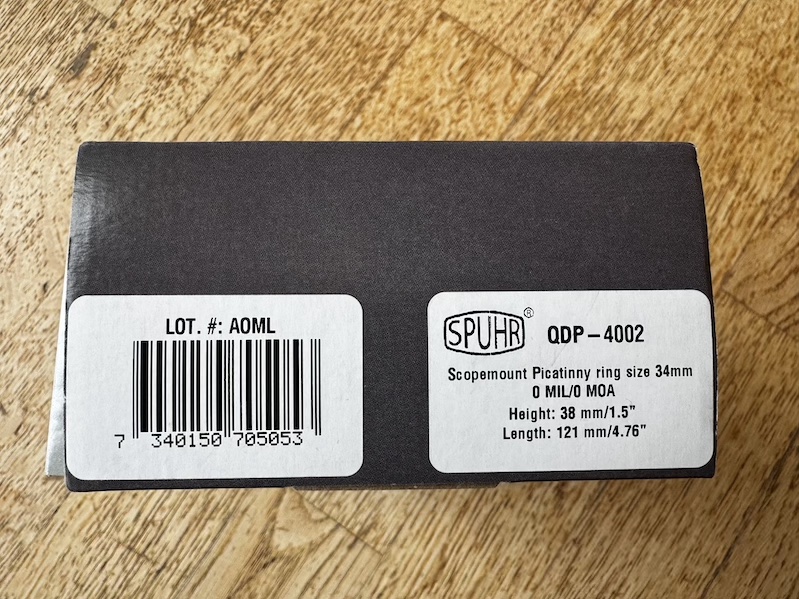 LOT. #: AOML
7 340150 705053
SPUHR® QDP-4002
Scopemount Picatinny ring size 34mm
0 MIL/0 MOA
Height: 38 mm/1.5”
Length: 121 mm/4.76”